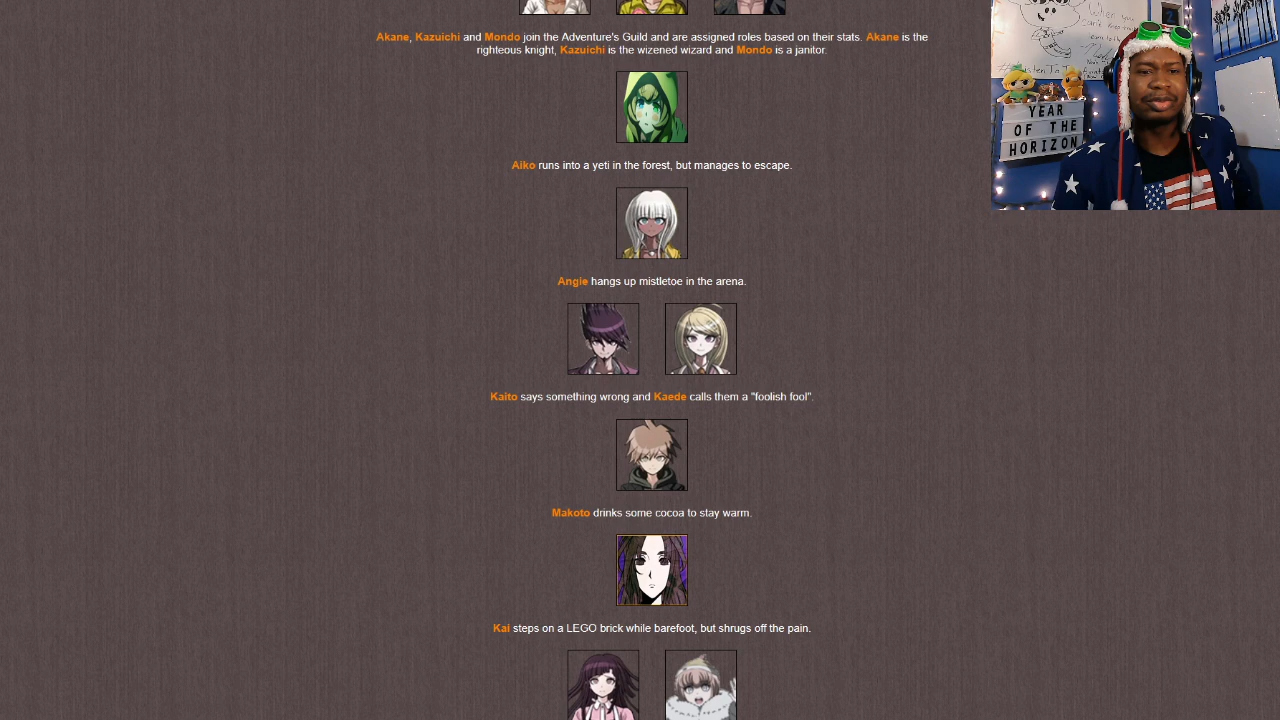 Akane, Kazuichi and Mondo join the Adventure's Guild and are assigned roles based on their stats. Akane is the
righteous knight, Kazuichi is the wizened wizard and Mondo is a janitor.
Aiko runs into a yeti in the forest, but manages to escape.
Angie hangs up mistletoe in the arena.
Kaito says something wrong and Kaede calls them a "foolish fool".
Makoto drinks some cocoa to stay warm.
Kai steps on a LEGO brick while barefoot, but shrugs off the pain.
YEAR
OF THE
HORIZON